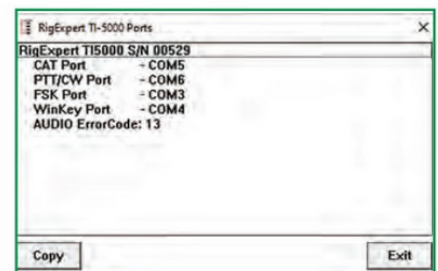 RigExpert TI-5000 Ports
RigExpert TI5000 S/N 00529
CAT Port - COM5
PTT/CW Port - COM6
FSK Port - COM3
WinKey Port - COM4
AUDIO ErrorCode: 13
Copy Exit